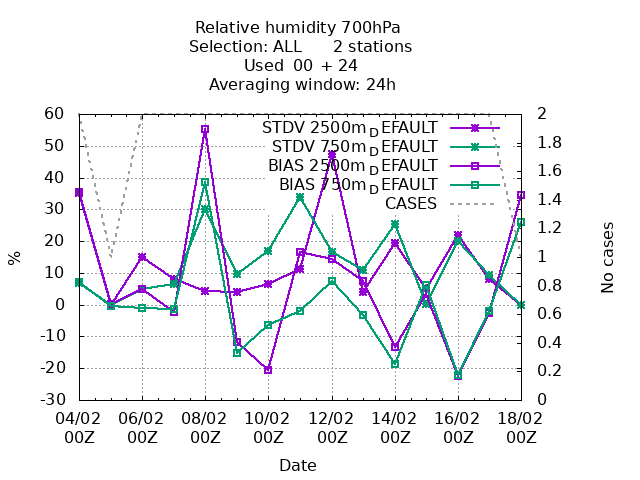 Relative humidity 700hPa
Selection: ALL 2 stations
Used 00 + 24
Averaging window: 24h
60
50
40
30
20
10
0
-10
-20
-30
%
STDV 2500m_DEFAULT
STDV 750m_DEFAULT
BIAS 2500m_DEFAULT
BIAS 750m_DEFAULT
CASES
2
1.8
1.6
1.4
1.2
1
0.8
0.6
0.4
0.2
0
No cases
04/02 06/02 08/02 10/02 12/02 14/02 16/02 18/02
00Z 00Z 00Z 00Z 00Z 00Z 00Z 00Z
Date